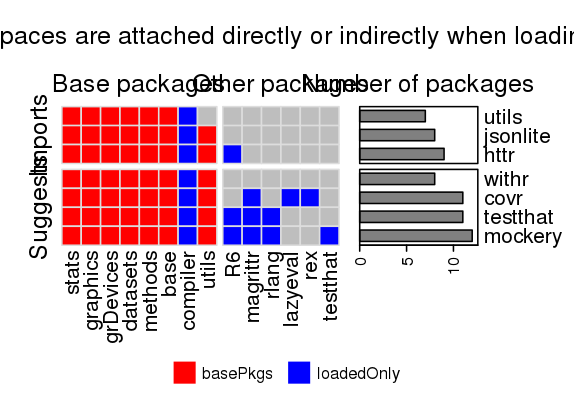 paces are attached directly or indirectly when loadin
Base packages Other packages Number of packages
Imports
utils
jsonlite
httr
Suggests
withr
covr
testthat
mockery
0 5 10
stats graphics grDevices datasets methods base compiler utils R6 magrittr rlang lazyeval rex testthat
basePkgs loadedOnly